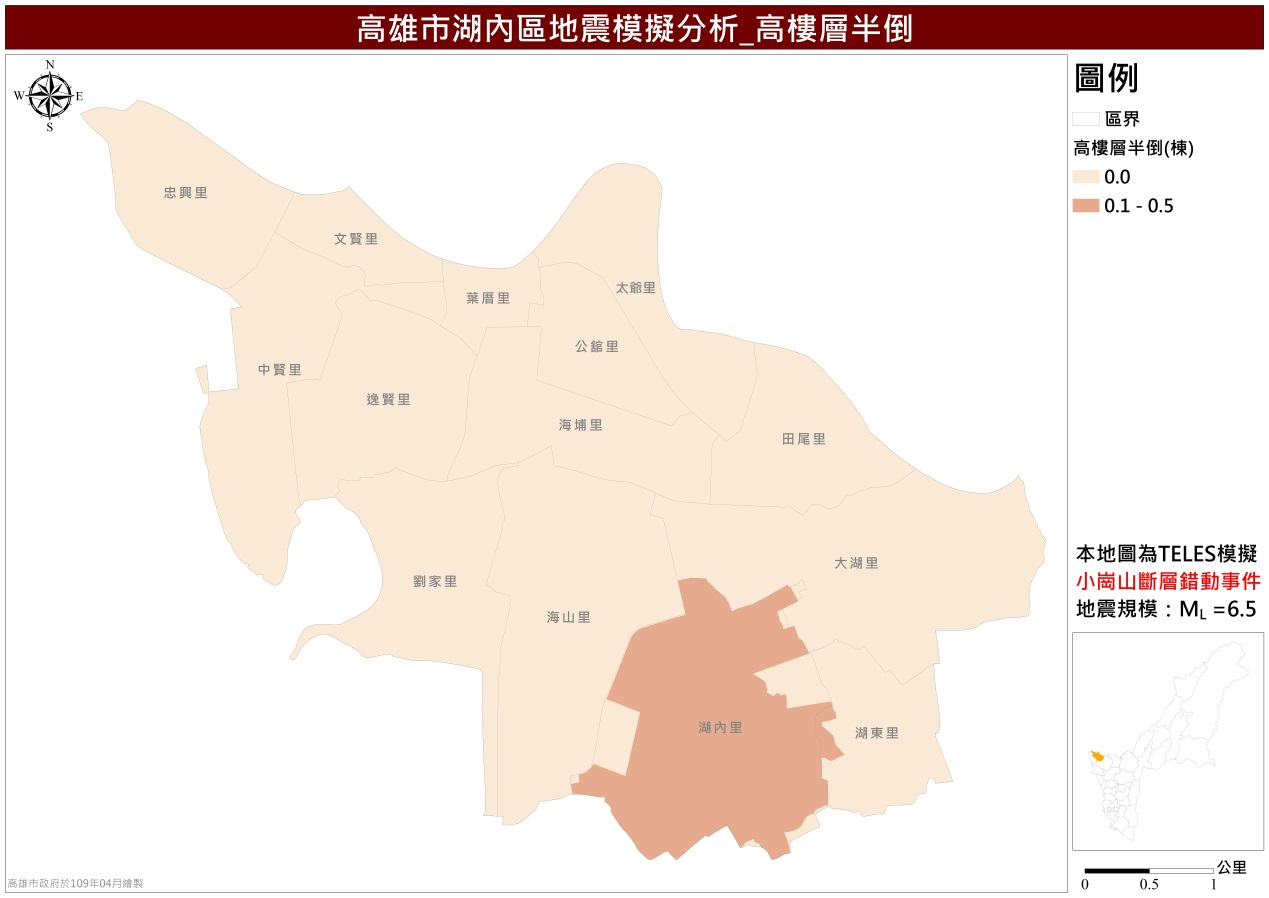 高雄市湖內區地震模擬分析_高樓層半倒
N
W
E
S
圖例
區界
高樓層半倒(棟)
0.0
0.1 - 0.5
忠興里
文賢里
葉厝里
太爺里
公舘里
中賢里
逸賢里
海埔里
田尾里
大湖里
劉家里
海山里
湖內里
湖東里
本地圖為TELES模擬
小崗山斷層錯動事件
地震規模：ML =6.5
公里
0 0.5 1
高雄市政府於109年04月繪製